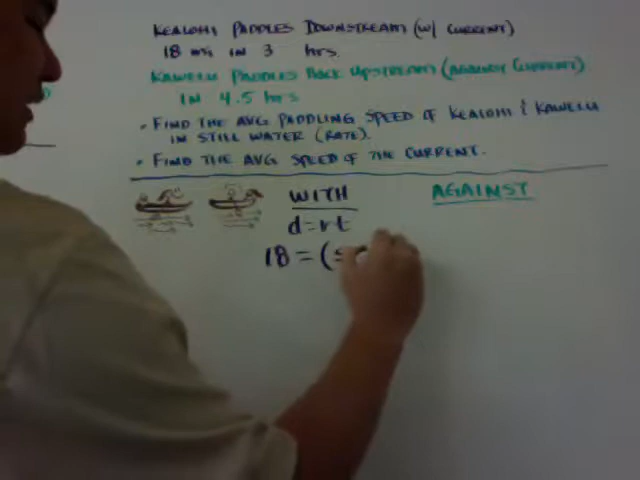 KEALOHI PADDLES DOWNSTREAM (W/ CURRENT)
18 mi IN 3 hrs.
KAWELU PADDLES BACK UPSTREAM (AGAINST CURRENT)
IN 4.5 hrs
• FIND THE AVG PADDLING SPEED OF KEALOHI & KAWELU
IN STILL WATER (RATE).
• FIND THE AVG SPEED OF THE CURRENT.
WITH
d=rt
18 = (
AGAINST